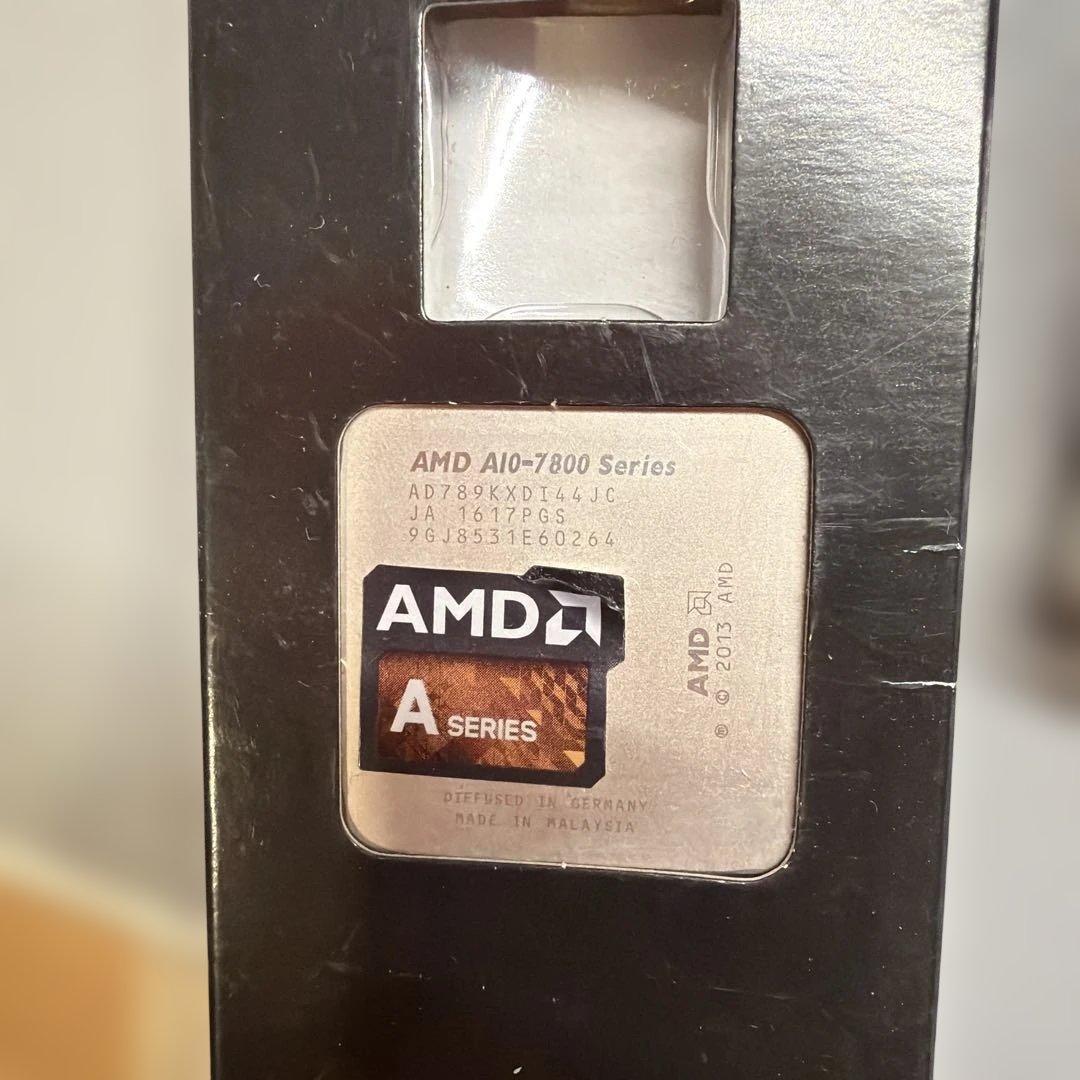 AMD A10-7800 Series
AD789KXDI44JC
JA 1617PGS
9GJ8531E60264
AMD
A SERIES
AMD
® © 2013 AMD
DIFFUSED IN GERMANY
MADE IN MALAYSIA